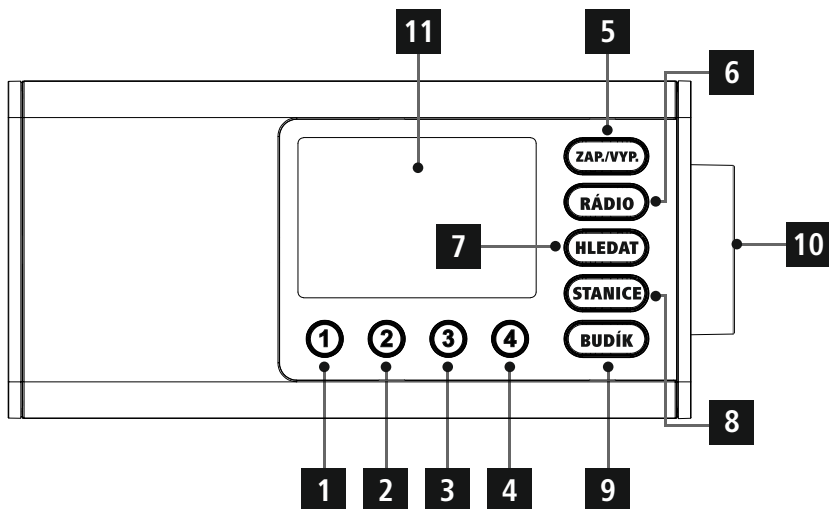 11
5
6
ZAP./VYP.
RÁDIO
7
HLEDAT
10
STANICE
1 2 3 4
BUDÍK
8
1 2 3 4 9